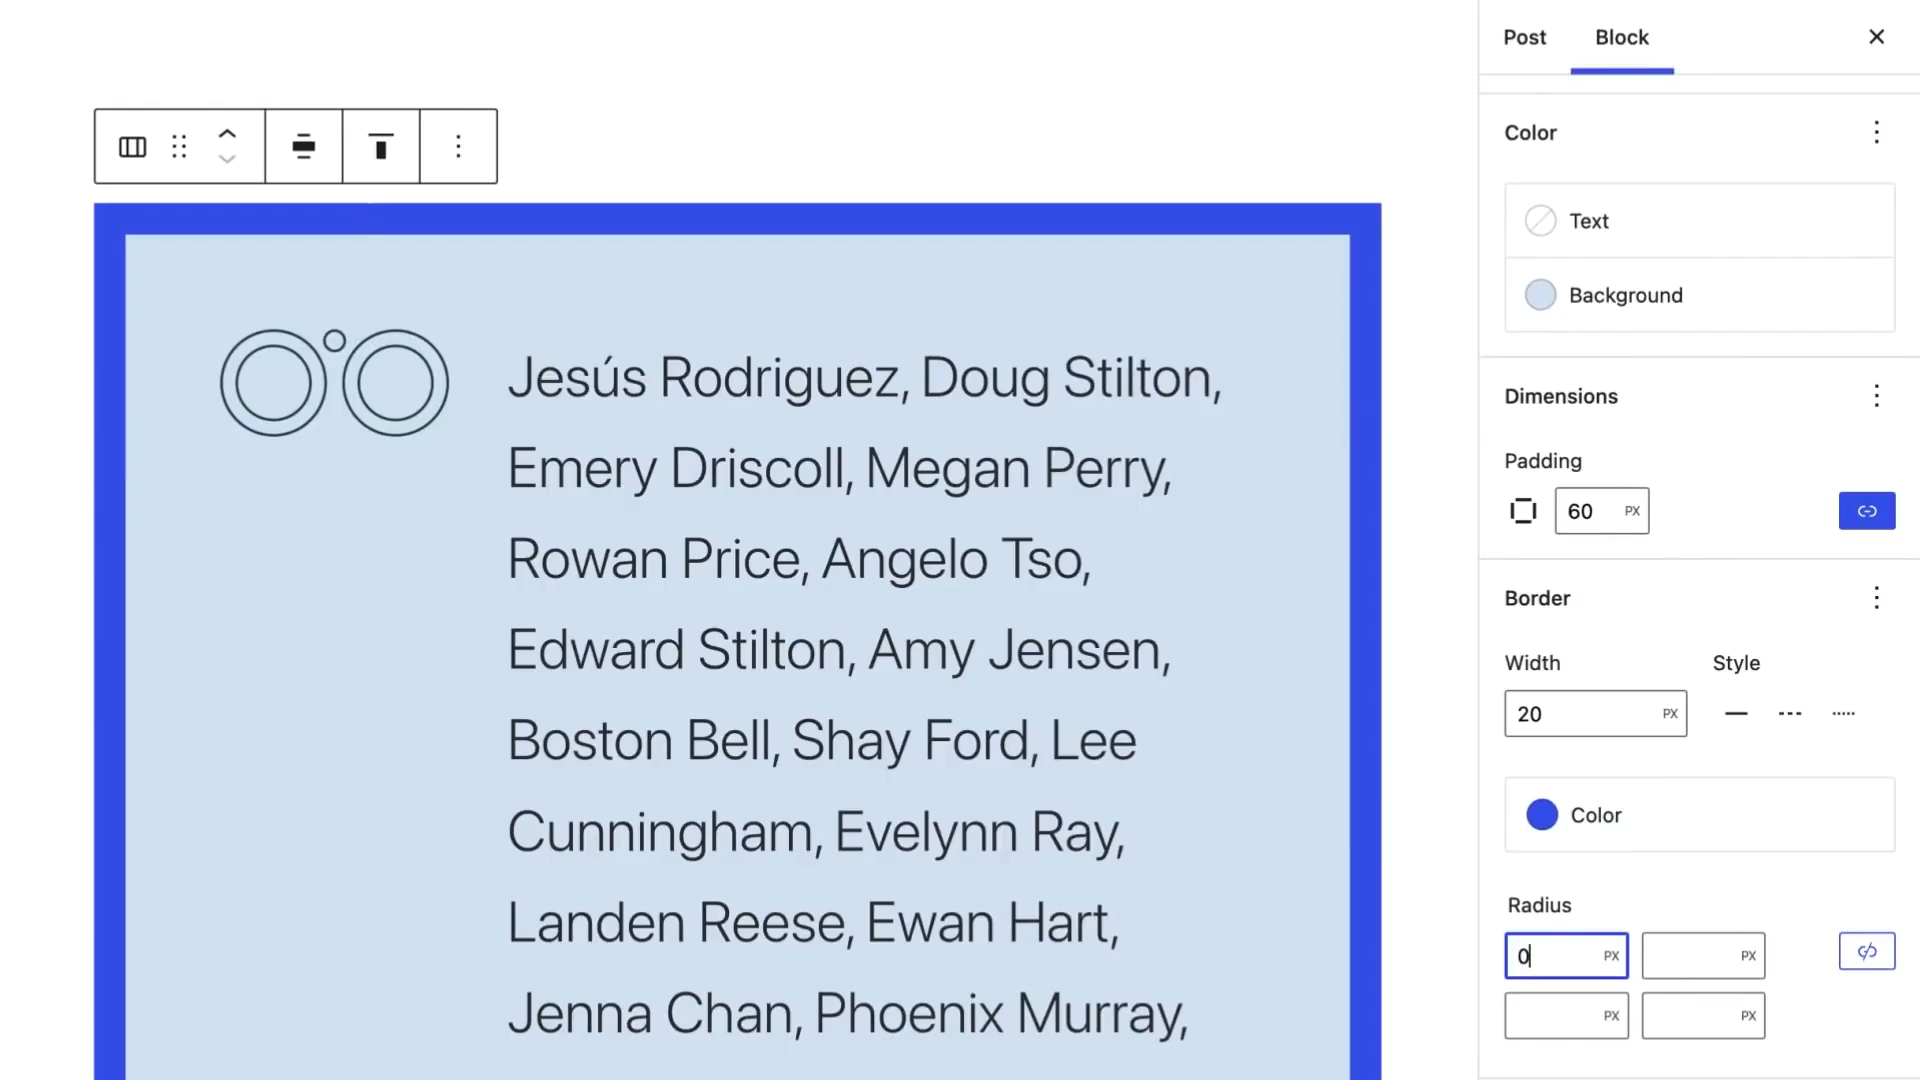 Post Block
Color
Text
Background
Dimensions
Padding
60 PX
Border
Width Style
20 PX
Color
Radius
0 PX PX
PX PX
Jesús Rodriguez, Doug Stilton,
Emery Driscoll, Megan Perry,
Rowan Price, Angelo Tso,
Edward Stilton, Amy Jensen,
Boston Bell, Shay Ford, Lee
Cunningham, Evelynn Ray,
Landen Reese, Ewan Hart,
Jenna Chan, Phoenix Murray,